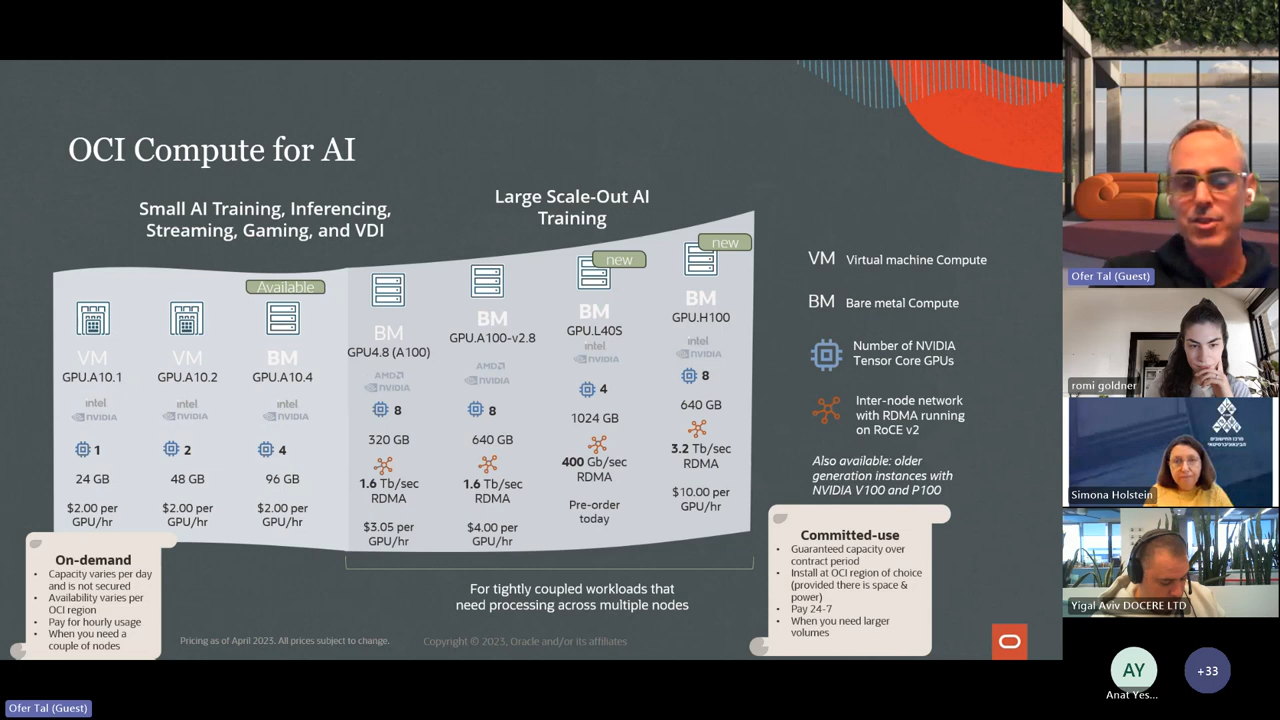 OCI Compute for AI
Small AI Training, Inferencing,
Streaming, Gaming, and VDI
Large Scale-Out AI
Training
VM
GPU.A10.1
intel
NVIDIA
1
24 GB
$2.00 per
GPU/hr
VM
GPU.A10.2
intel
NVIDIA
2
48 GB
$2.00 per
GPU/hr
Available
BM
GPU.A10.4
intel
NVIDIA
4
96 GB
$2.00 per
GPU/hr
BM
GPU4.8 (A100)
AMD
NVIDIA
8
320 GB
1.6 Tb/sec
RDMA
$3.05 per
GPU/hr
BM
GPU.A100-v2.8
AMD
NVIDIA
8
640 GB
1.6 Tb/sec
RDMA
$4.00 per
GPU/hr
new
BM
GPU.L40S
intel
NVIDIA
4
1024 GB
400 Gb/sec
RDMA
Pre-order
today
new
BM
GPU.H100
intel
NVIDIA
8
640 GB
3.2 Tb/sec
RDMA
$10.00 per
GPU/hr
VM Virtual machine Compute
BM Bare metal Compute
Number of NVIDIA
Tensor Core GPUs
Inter-node network
with RDMA running
on RoCE v2
Also available: older
generation instances with
NVIDIA V100 and P100
On-demand
• Capacity varies per day
and is not secured
• Availability varies per
OCI region
• Pay for hourly usage
• When you need a
couple of nodes
For tightly coupled workloads that
need processing across multiple nodes
Committed-use
• Guaranteed capacity over
contract period
• Install at OCI region of choice
(provided there is space &
power)
• Pay 24-7
• When you need larger
volumes
Pricing as of April 2023. All prices subject to change.
Copyright © 2023, Oracle and/or its affiliates
Ofer Tal (Guest)
romi goldner
מרכז החישובים
הבינאוניברסיטאי
Simona Holstein
Yigal Aviv DOCERE LTD
AY
Anat Yes...
+33
Ofer Tal (Guest)